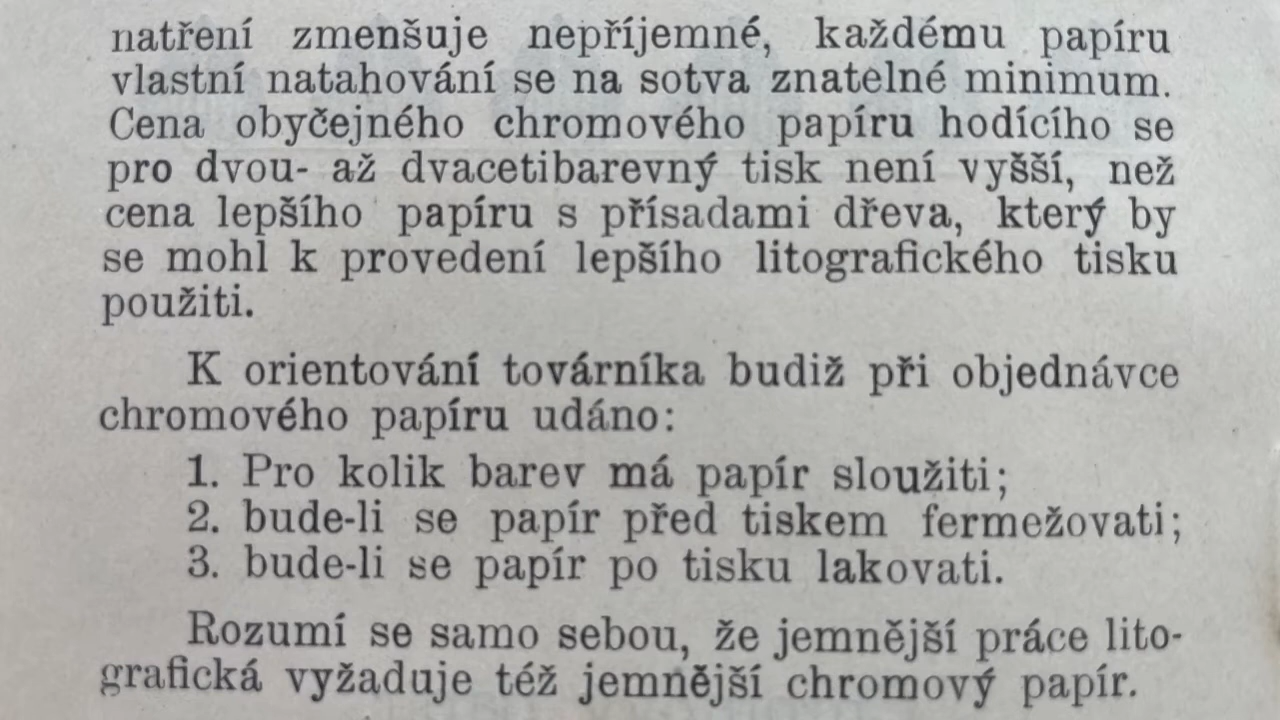 natření zmenšuje nepříjemné, každému papíru
vlastní natahování se na sotva znatelné minimum.
Cena obyčejného chromového papíru hodícího se
pro dvou- až dvacetibarevný tisk není vyšší, než
cena lepšího papíru s přísadami dřeva, který by
se mohl k provedení lepšího litografického tisku
použiti.
K orientování továrníka budiž při objednávce
chromového papíru udáno:
1. Pro kolik barev má papír sloužiti;
2. bude-li se papír před tiskem fermežovati;
3. bude-li se papír po tisku lakovati.
Rozumí se samo sebou, že jemnější práce lito-
grafická vyžaduje též jemnější chromový papír.